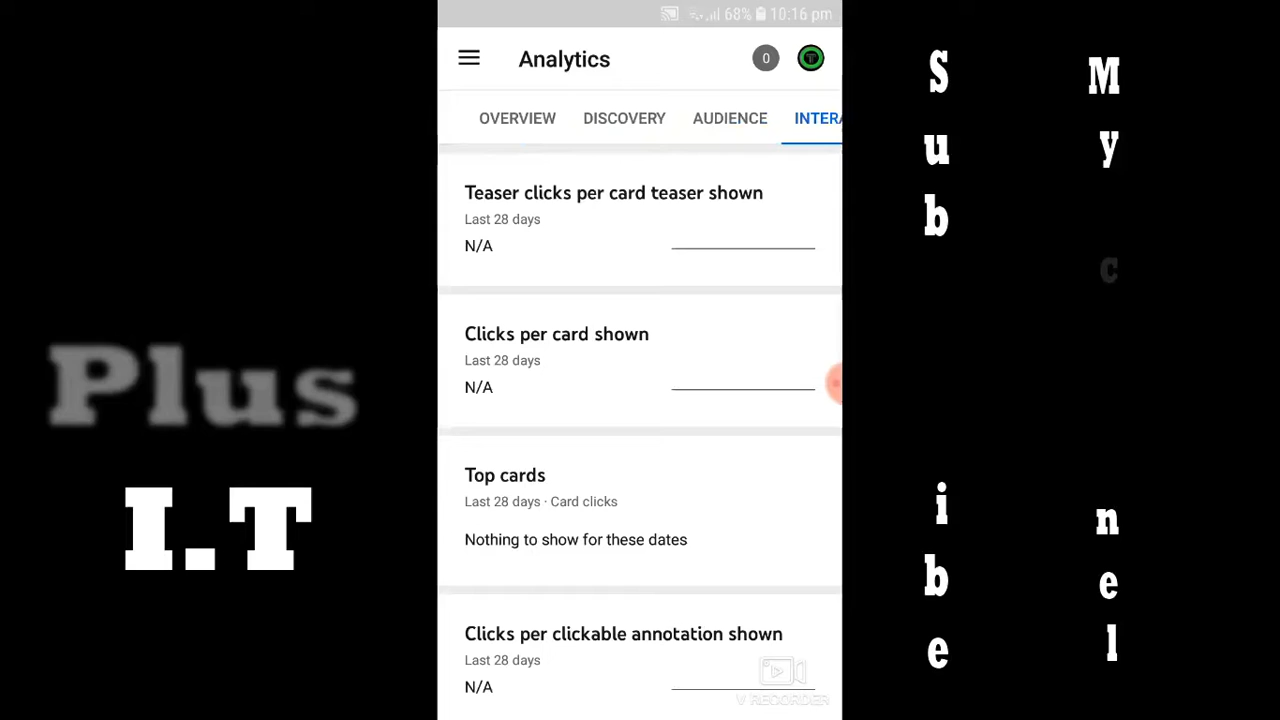 68% 10:16 pm
Analytics
0
OVERVIEW DISCOVERY AUDIENCE INTERA
Teaser clicks per card teaser shown
Last 28 days
N/A
Clicks per card shown
Last 28 days
N/A
Top cards
Last 28 days · Card clicks
Nothing to show for these dates
Clicks per clickable annotation shown
Last 28 days
N/A
V RECORDER
Plus
I.T
S
u
b
i
b
e
M
y
c
n
e
l